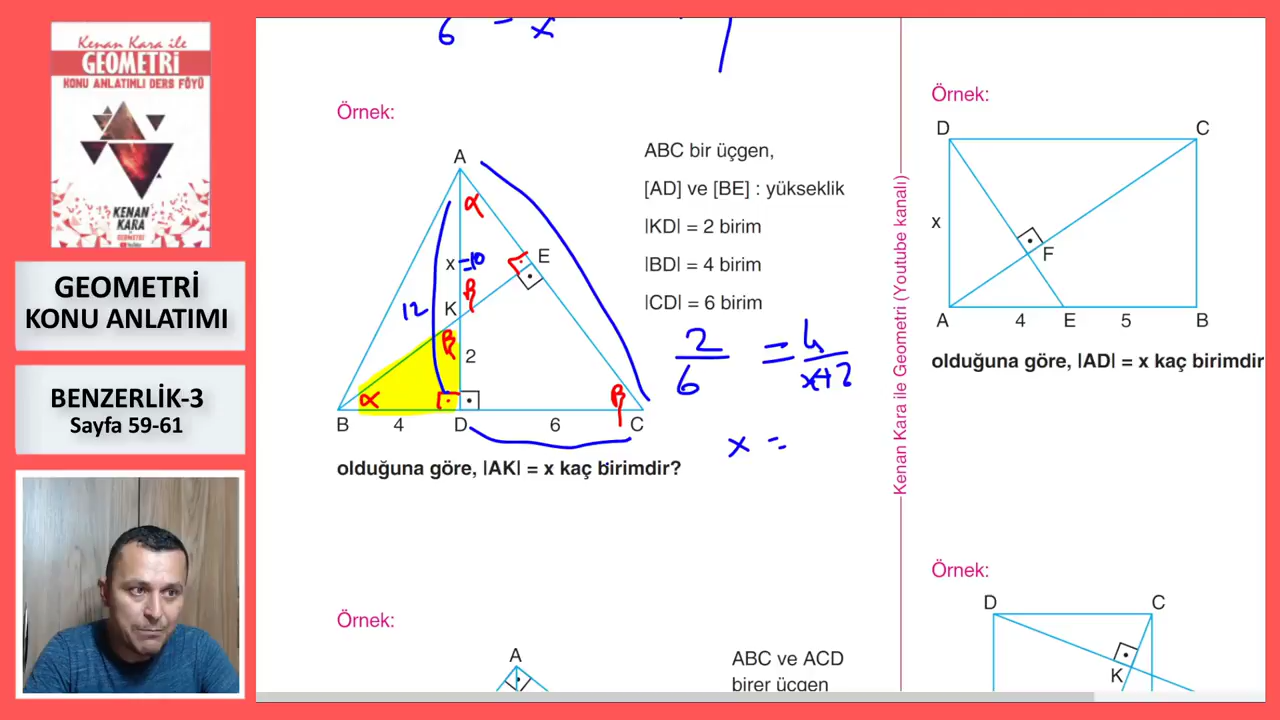 Kenan Kara ile
GEOMETRİ
KONU ANLATIMLI DERS FÖYÜ
KENAN
KARA
GEOMETRİ
KONU ANLATIMI
BENZERLİK-3
Sayfa 59-61
6 = x
Örnek:
A
α
x = 10
E
β
12
K
β
2
α
β
B 4 D 6 C
ABC bir üçgen,
[AD] ve [BE] : yükseklik
|KD| = 2 birim
|BD| = 4 birim
|CD| = 6 birim
2/6 = 4/x+2
x =
olduğuna göre, |AK| = x kaç birimdir?
Örnek:
A
ABC ve ACD
birer üçgen
Kenan Kara ile Geometri (Youtube kanalı)
Örnek:
D C
x
F
A 4 E 5 B
olduğuna göre, |AD| = x kaç birimdir
Örnek:
D C
K